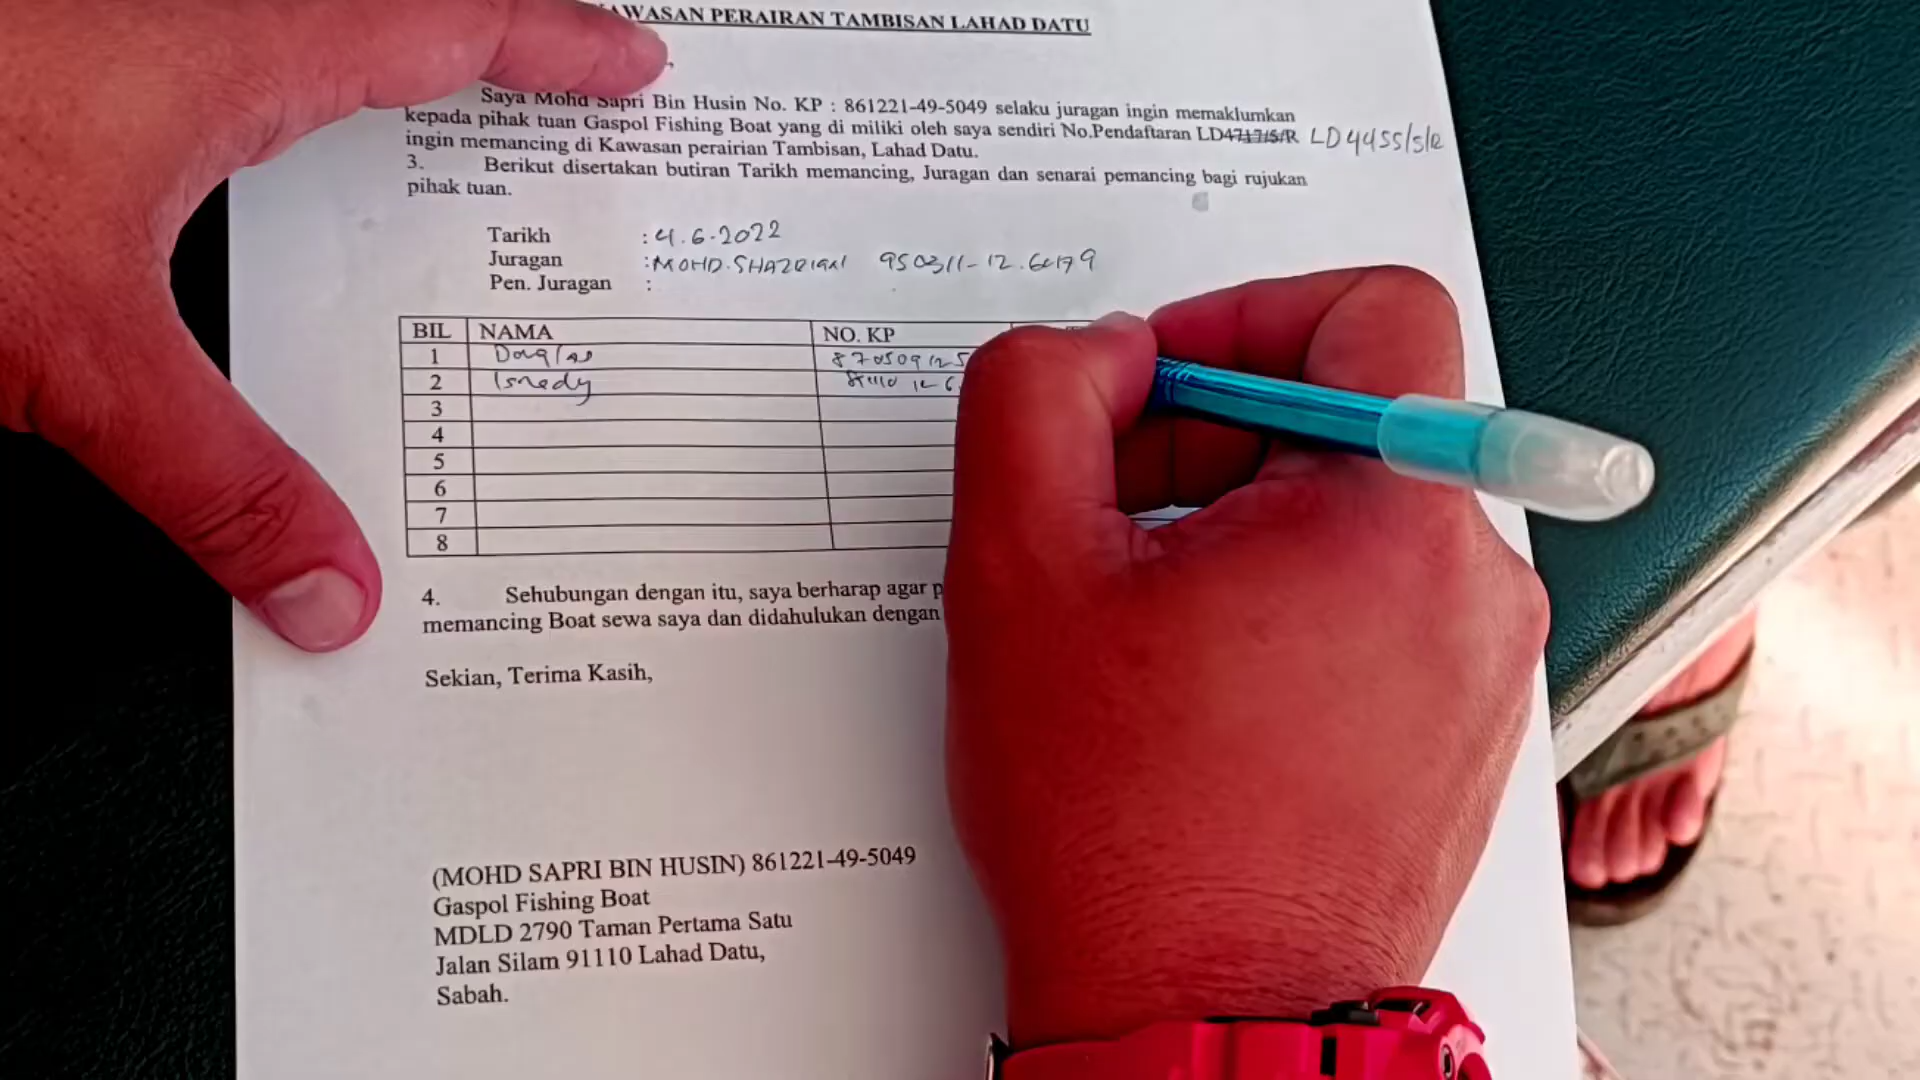 WASAN PERAIRAN TAMBISAN LAHAD DATU
Saya Mohd Sapri Bin Husin No. KP : 861221-49-5049 selaku juragan ingin memaklumkan
kepada pihak tuan Gaspol Fishing Boat yang di miliki oleh saya sendiri No.Pendaftaran LD4717/S/R LD4455/S/R
ingin memancing di Kawasan perairian Tambisan, Lahad Datu.
3. Berikut disertakan butiran Tarikh memancing, Juragan dan senarai pemancing bagi rujukan
pihak tuan.
Tarikh : 4.6.2022
Juragan : MOHD. 950311-12.
Pen. Juragan :
BIL NAMA NO. KP
1 Douglas 870509125
2 Isnedy
3
4
5
6
7
8
4. Sehubungan dengan itu, saya berharap agar p
memancing Boat sewa saya dan didahulukan dengan
Sekian, Terima Kasih,
(MOHD SAPRI BIN HUSIN) 861221-49-5049
Gaspol Fishing Boat
MDLD 2790 Taman Pertama Satu
Jalan Silam 91110 Lahad Datu,
Sabah.